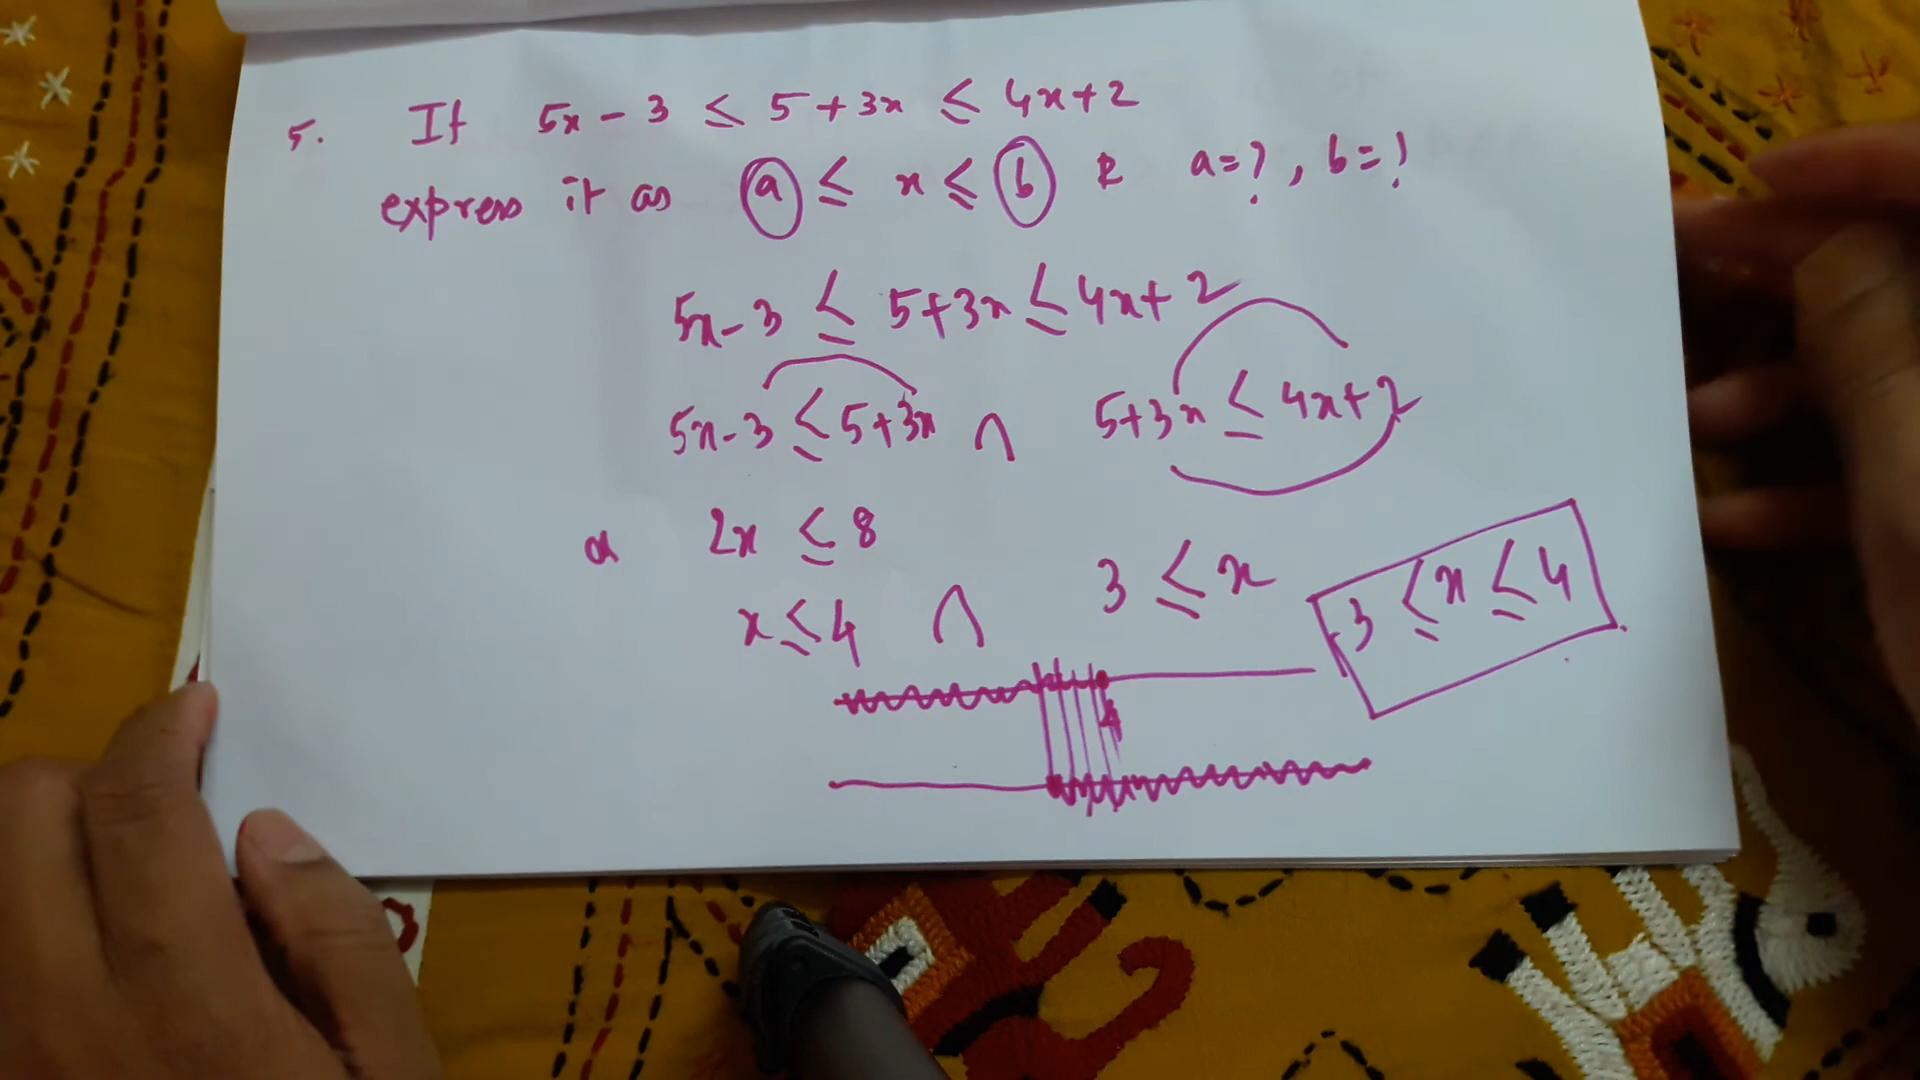 5. If 5x - 3 ≤ 5 + 3x ≤ 4x + 2
express it as a ≤ x ≤ b & a = ?, b = ?
5x - 3 ≤ 5 + 3x ≤ 4x + 2
5x - 3 ≤ 5 + 3x ∩ 5 + 3x ≤ 4x + 2
or 2x ≤ 8
3 ≤ x
3 ≤ x ≤ 4
x ≤ 4 ∩
4